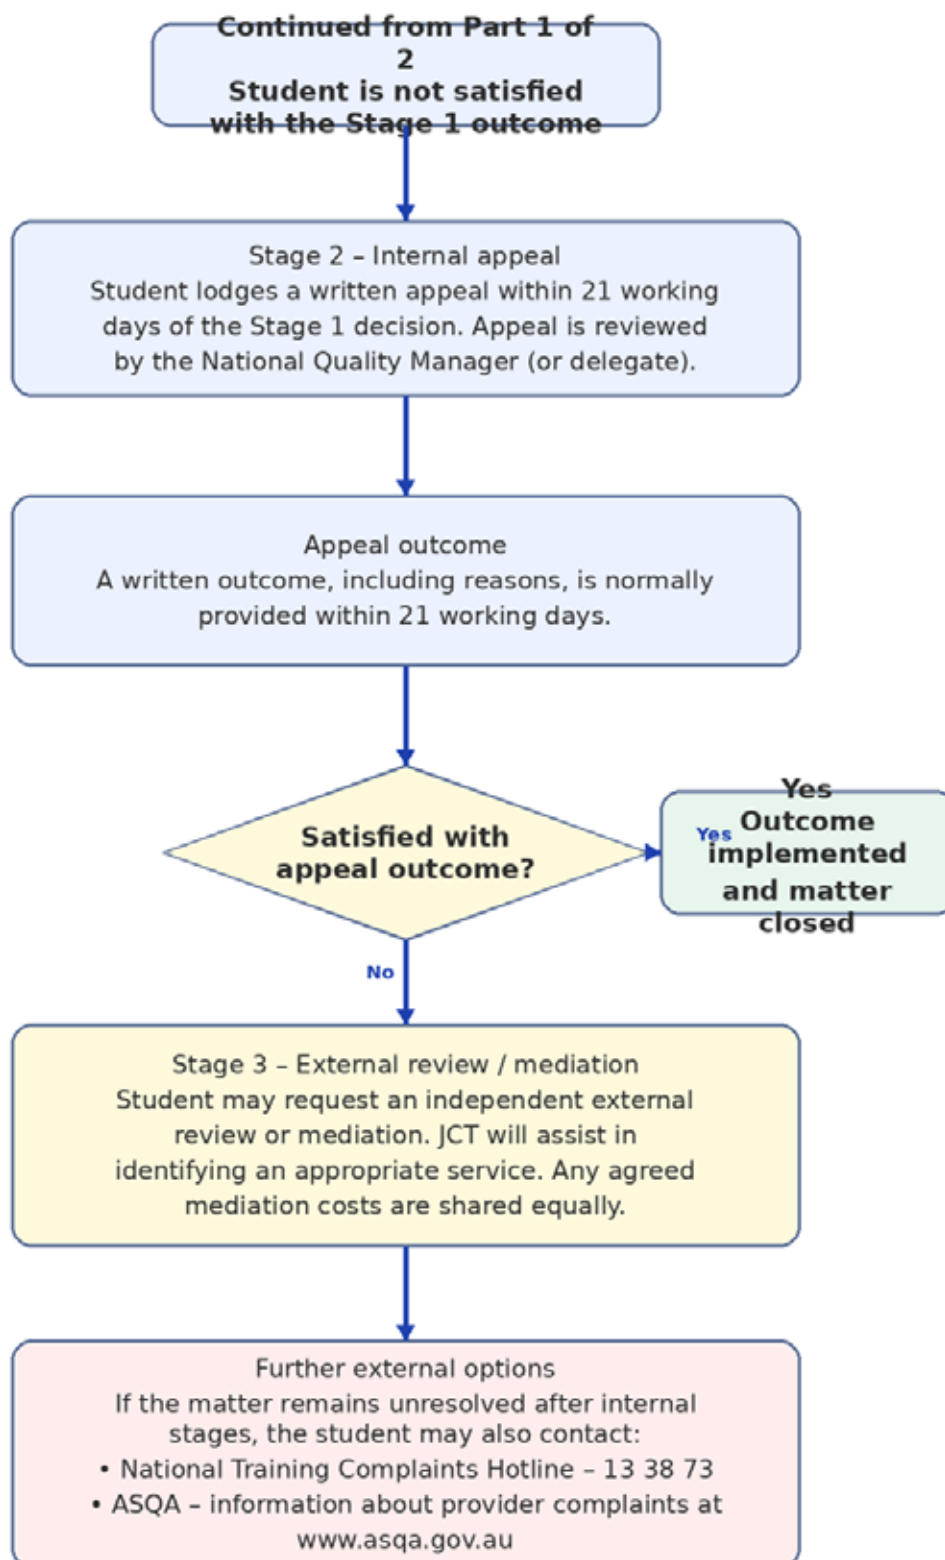 Continued from Part 1 of
2
Student is not satisfied
with the Stage 1 outcome
Stage 2 – Internal appeal
Student lodges a written appeal within 21 working
days of the Stage 1 decision. Appeal is reviewed
by the National Quality Manager (or delegate).
Appeal outcome
A written outcome, including reasons, is normally
provided within 21 working days.
Satisfied with
appeal outcome?
Yes
Yes
Outcome
implemented
and matter
closed
No
Stage 3 – External review / mediation
Student may request an independent external
review or mediation. JCT will assist in
identifying an appropriate service. Any agreed
mediation costs are shared equally.
Further external options
If the matter remains unresolved after internal
stages, the student may also contact:
• National Training Complaints Hotline – 13 38 73
• ASQA – information about provider complaints at
www.asqa.gov.au